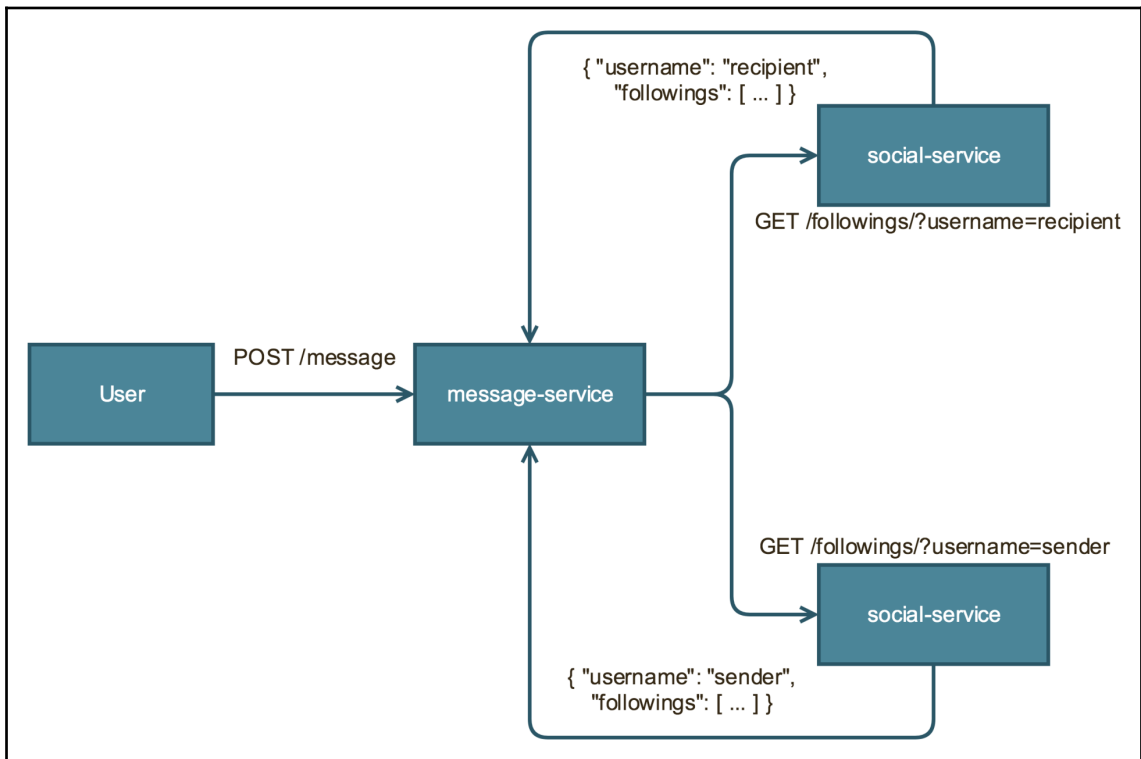 { "username": "recipient",
"followings": [ ... ] }
social-service
GET /followings/?username=recipient
POST /message
User
message-service
GET /followings/?username=sender
social-service
{ "username": "sender",
"followings": [ ... ] }